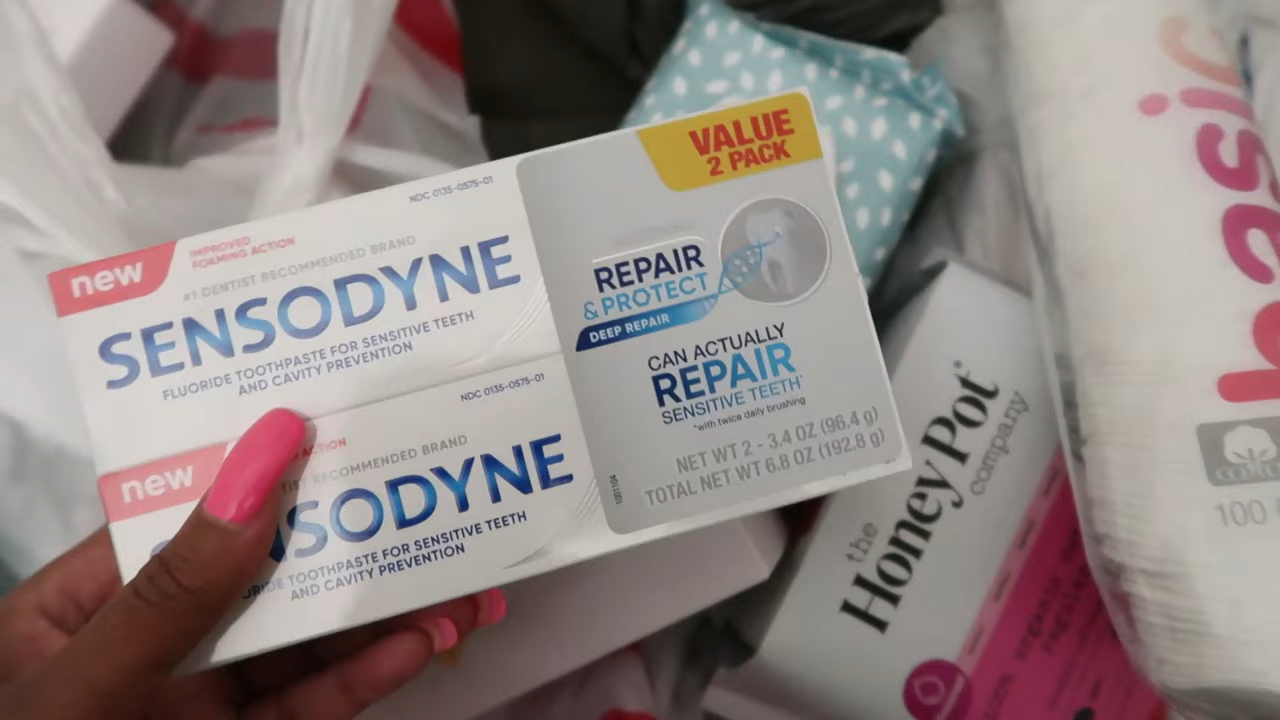 NDC 0135-0575-01
new
IMPROVED
FOAMING ACTION
#1 DENTIST RECOMMENDED BRAND
SENSODYNE
FLUORIDE TOOTHPASTE FOR SENSITIVE TEETH
AND CAVITY PREVENTION
NDC 0135-0575-01
new
ACTION
RECOMMENDED BRAND
SODYNE
TOOTHPASTE FOR SENSITIVE TEETH
AND CAVITY PREVENTION
VALUE
2 PACK
REPAIR
& PROTECT
DEEP REPAIR
CAN ACTUALLY
REPAIR
SENSITIVE TEETH*
*with twice daily brushing
NET WT 2 - 3.4 OZ (96.4 g)
TOTAL NET WT 6.8 OZ (192.8 g)
the
Honey Pot®
company
basic
100